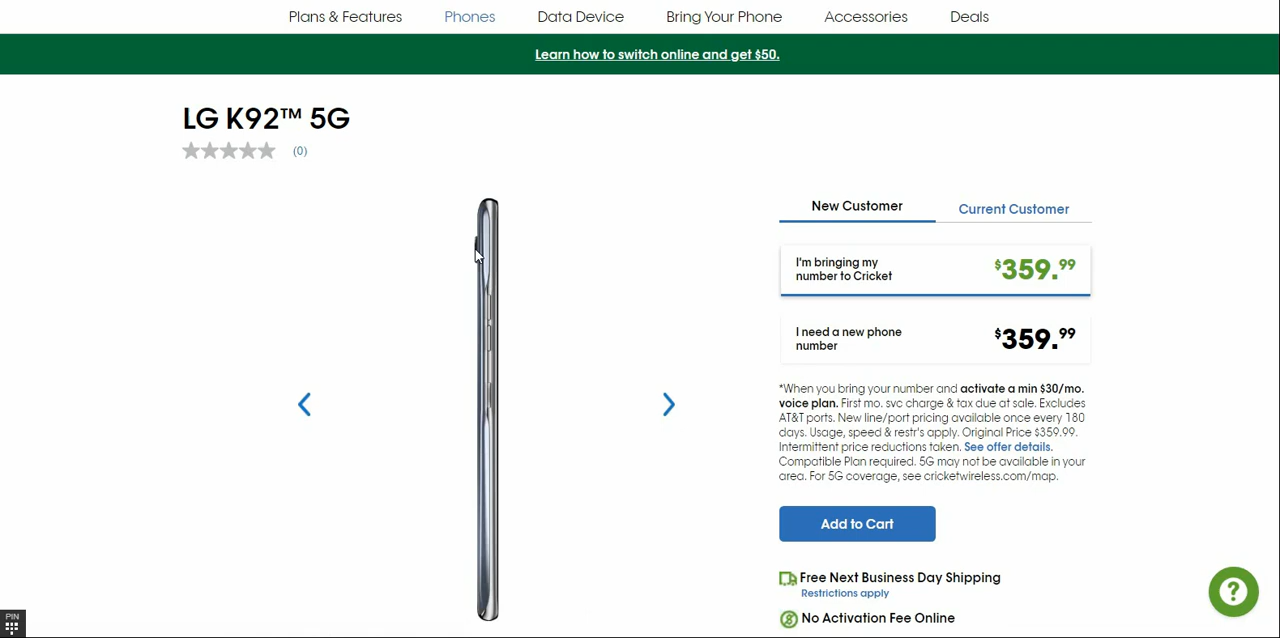 Plans & Features Phones Data Device Bring Your Phone Accessories Deals
Learn how to switch online and get $50.
LG K92™ 5G
(0)
New Customer Current Customer
I'm bringing my
number to Cricket
$359.99
I need a new phone
number
$359.99
*When you bring your number and activate a min $30/mo.
voice plan. First mo. svc charge & tax due at sale. Excludes
AT&T ports. New line/port pricing available once every 180
days. Usage, speed & restr's apply. Original Price $359.99.
Intermittent price reductions taken. See offer details.
Compatible Plan required. 5G may not be available in your
area. For 5G coverage, see cricketwireless.com/map.
Add to Cart
Free Next Business Day Shipping
Restrictions apply
No Activation Fee Online
?
PIN